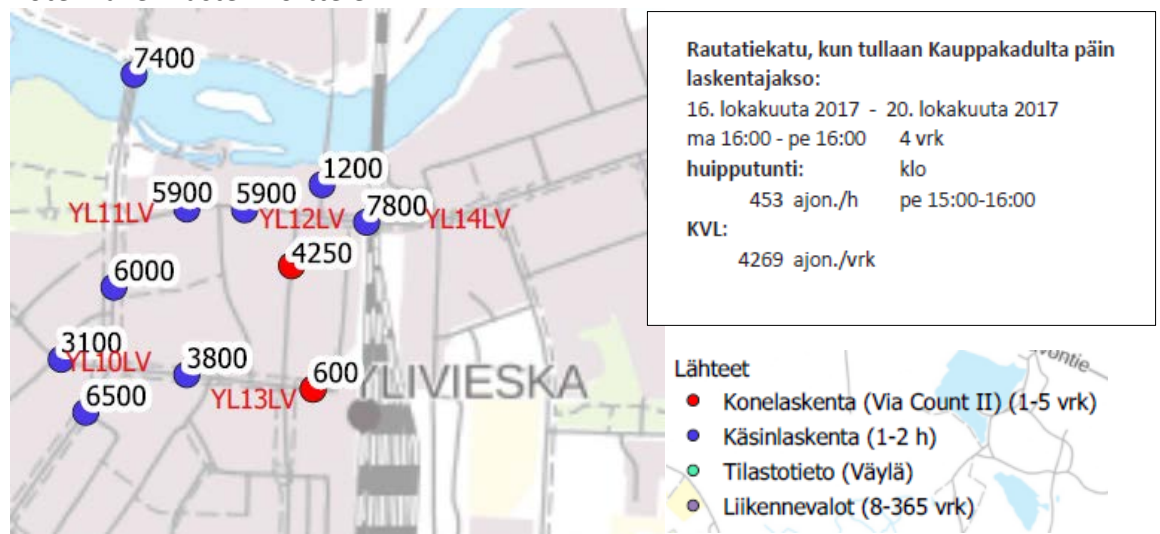 7400
1200
5900
5900
YL11LV
YL12LV
7800
YL14LV
4250
6000
3100
YL10LV
3800
600
YLIVIESKA
YL13LV
6500
Rautatiekatu, kun tullaan Kauppakadulta päin
laskentajakso:
16. lokakuuta 2017 - 20. lokakuuta 2017
ma 16:00 - pe 16:00 4 vrk
huipputunti: klo
453 ajon./h pe 15:00-16:00
KVL:
4269 ajon./vrk
Lähteet
Konelaskenta (Via Count II) (1-5 vrk)
Käsinlaskenta (1-2 h)
Tilastotieto (Väylä)
Liikennevalot (8-365 vrk)